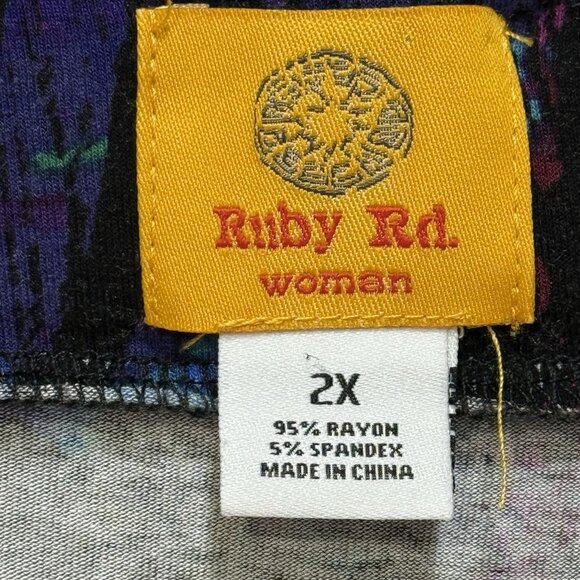 Ruby Rd.
woman
2X
95% RAYON
5% SPANDEX
MADE IN CHINA